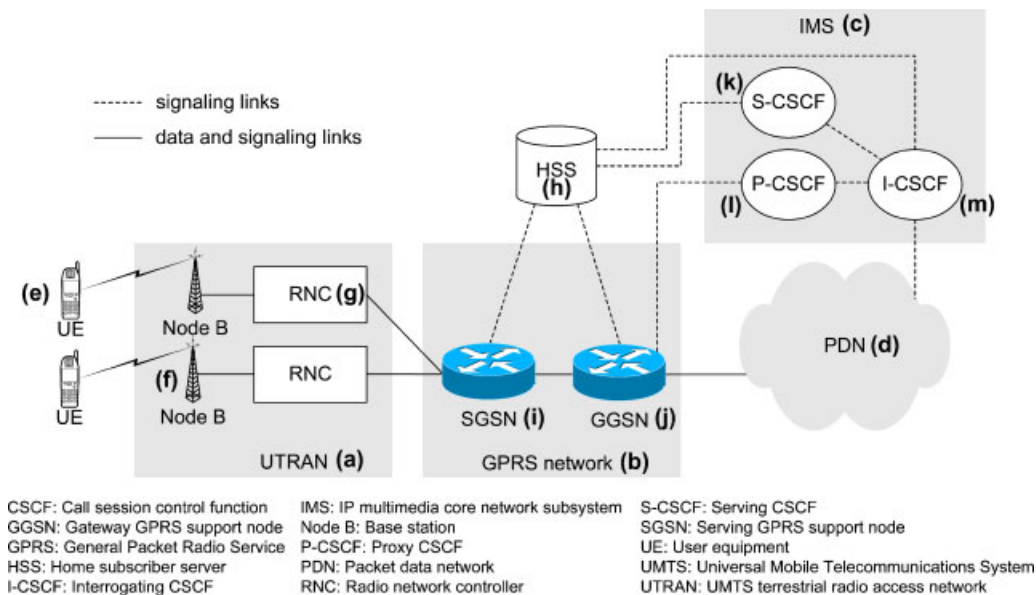 IMS (c)
signaling links
data and signaling links
(k)
S-CSCF
HSS
(h)
P-CSCF
I-CSCF
(l)
(m)
(e)
UE
Node B
RNC (g)
PDN (d)
(f)
UE
Node B
RNC
SGSN (i)
GGSN (j)
UTRAN (a)
GPRS network (b)
CSCF: Call session control function
GGSN: Gateway GPRS support node
GPRS: General Packet Radio Service
HSS: Home subscriber server
I-CSCF: Interrogating CSCF
IMS: IP multimedia core network subsystem
Node B: Base station
P-CSCF: Proxy CSCF
PDN: Packet data network
RNC: Radio network controller
S-CSCF: Serving CSCF
SGSN: Serving GPRS support node
UE: User equipment
UMTS: Universal Mobile Telecommunications System
UTRAN: UMTS terrestrial radio access network